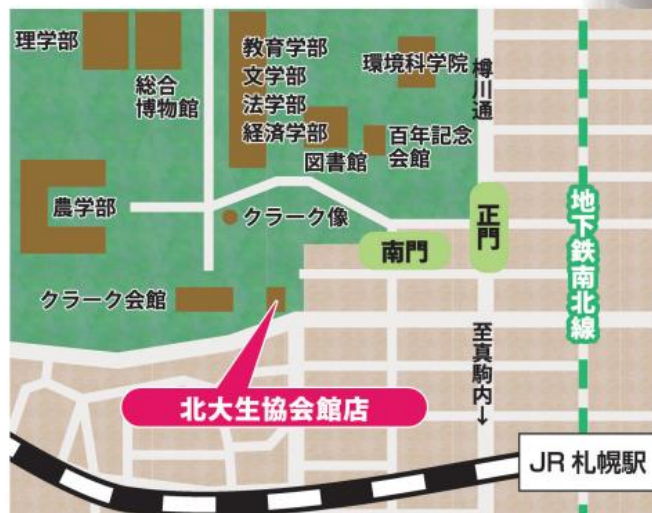 理学部
総合
博物館
教育学部
文学部
法学部
経済学部
環境科学院
樽川通
図書館
百年記念
会館
農学部
クラーク像
南門
正門
地下鉄南北線
クラーク会館
至真駒内↓
北大生協会館店
JR 札幌駅